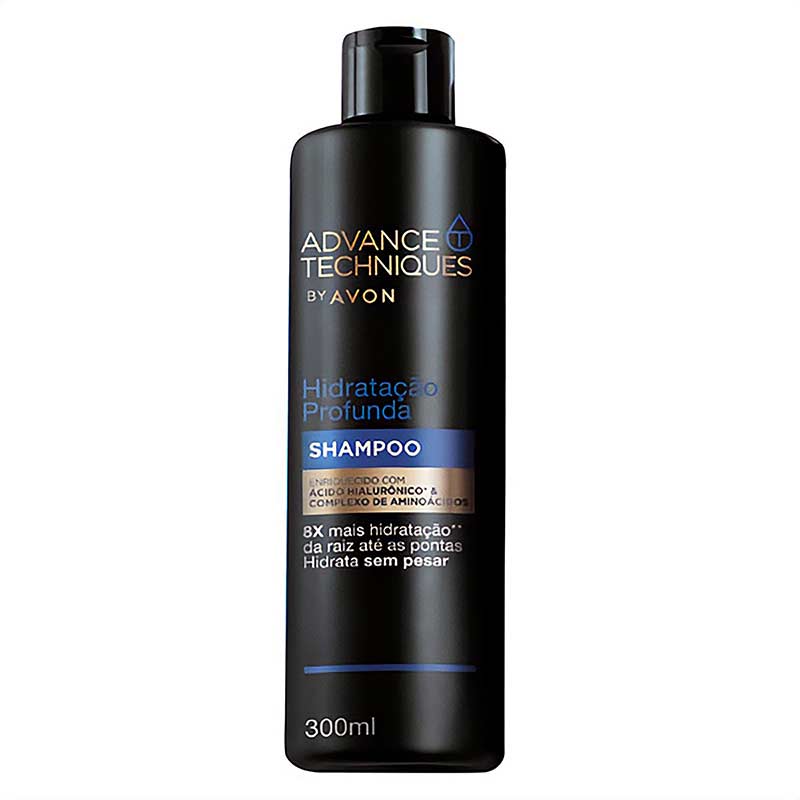 ADVANCE
TECHNIQUES
BY AVON
Hidratação
Profunda
SHAMPOO
ENRIQUECIDO COM
ÁCIDO HIALURÔNICO* &
COMPLEXO DE AMINOÁCIDOS
8X mais hidratação**
da raiz até as pontas
Hidrata sem pesar
300ml